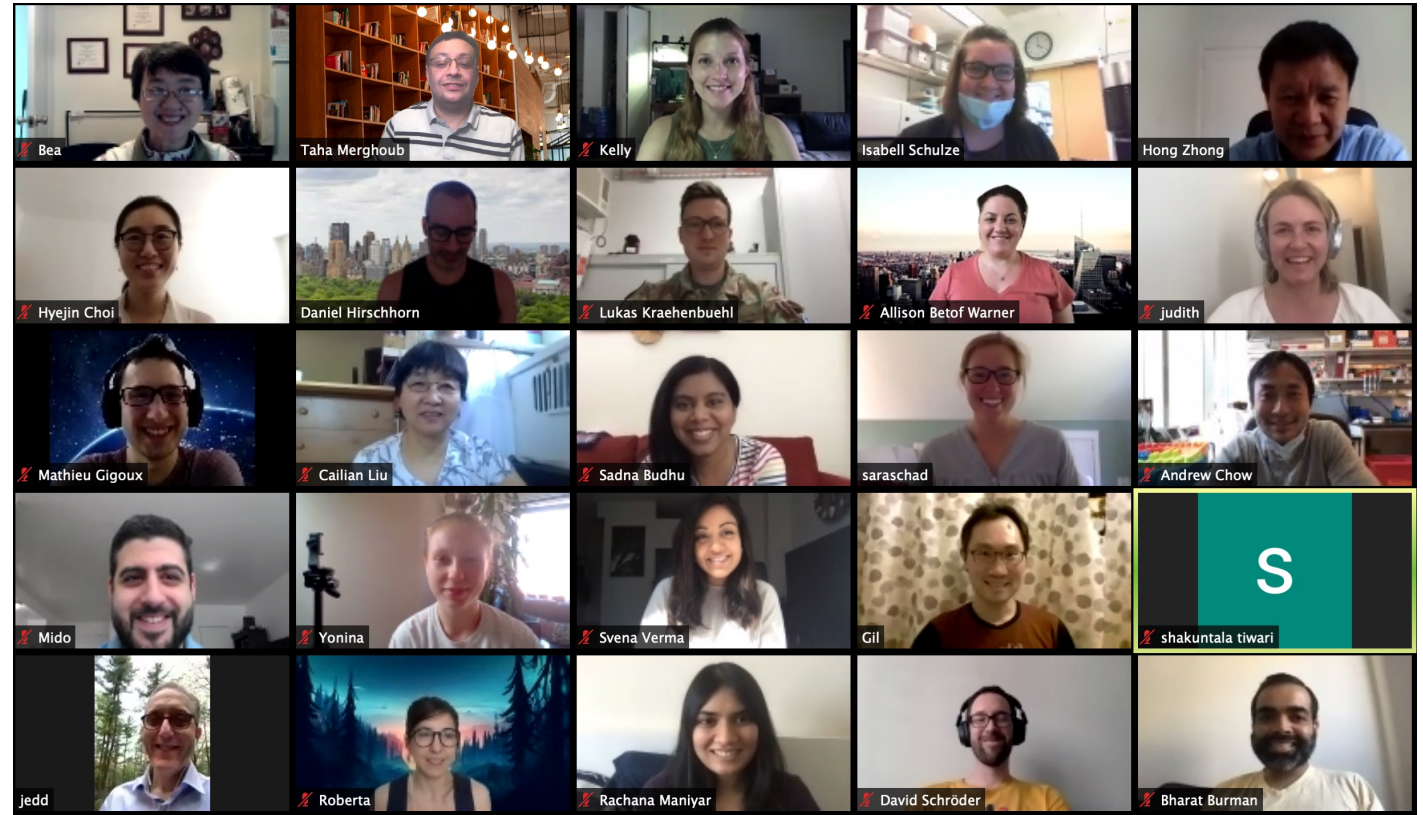 Bea
Taha Merghoub
Kelly
Isabell Schulze
Hong Zhong
Hyejin Choi
Daniel Hirschhorn
Lukas Kraehenbuehl
Allison Betof Warner
judith
Mathieu Gigoux
Cailian Liu
Sadna Budhu
saraschad
Andrew Chow
Mido
Yonina
Svena Verma
Gil
S
shakuntala tiwari
jedd
Roberta
Rachana Maniyar
David Schröder
Bharat Burman